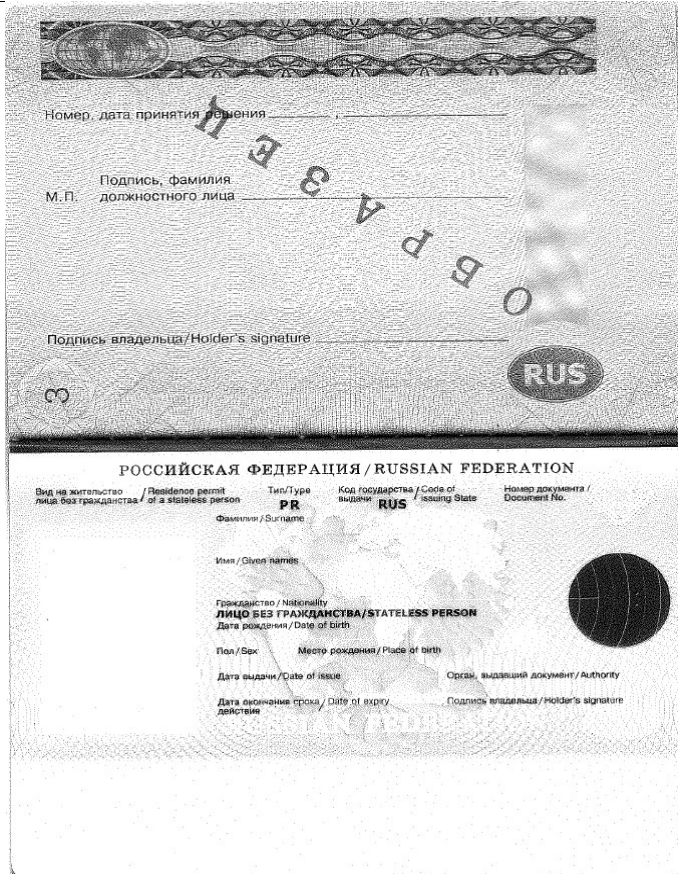 Номер, дата принятия решения ________ , ________________
ОБРАЗЕЦ
Подпись, фамилия
М.П. должностного лица ________________
Подпись владельца/Holder's signature ________________
RUS
3
РОССИЙСКАЯ ФЕДЕРАЦИЯ/RUSSIAN FEDERATION
Вид на жительство / Residence permit Тип/Type Код государства / Code of Номер документа /
лица без гражданства of a stateless person PR выдачи RUS issuing State Document No.
Фамилия/Surname
Имя/Given names
Гражданство/Nationality
ЛИЦО БЕЗ ГРАЖДАНСТВА/STATELESS PERSON
Дата рождения/Date of birth
Пол/Sex Место рождения/Place of birth
Дата выдачи/Date of issue Орган, выдавший документ/Authority
Дата окончания срока / Date of expiry Подпись владельца/Holder's signature
действия